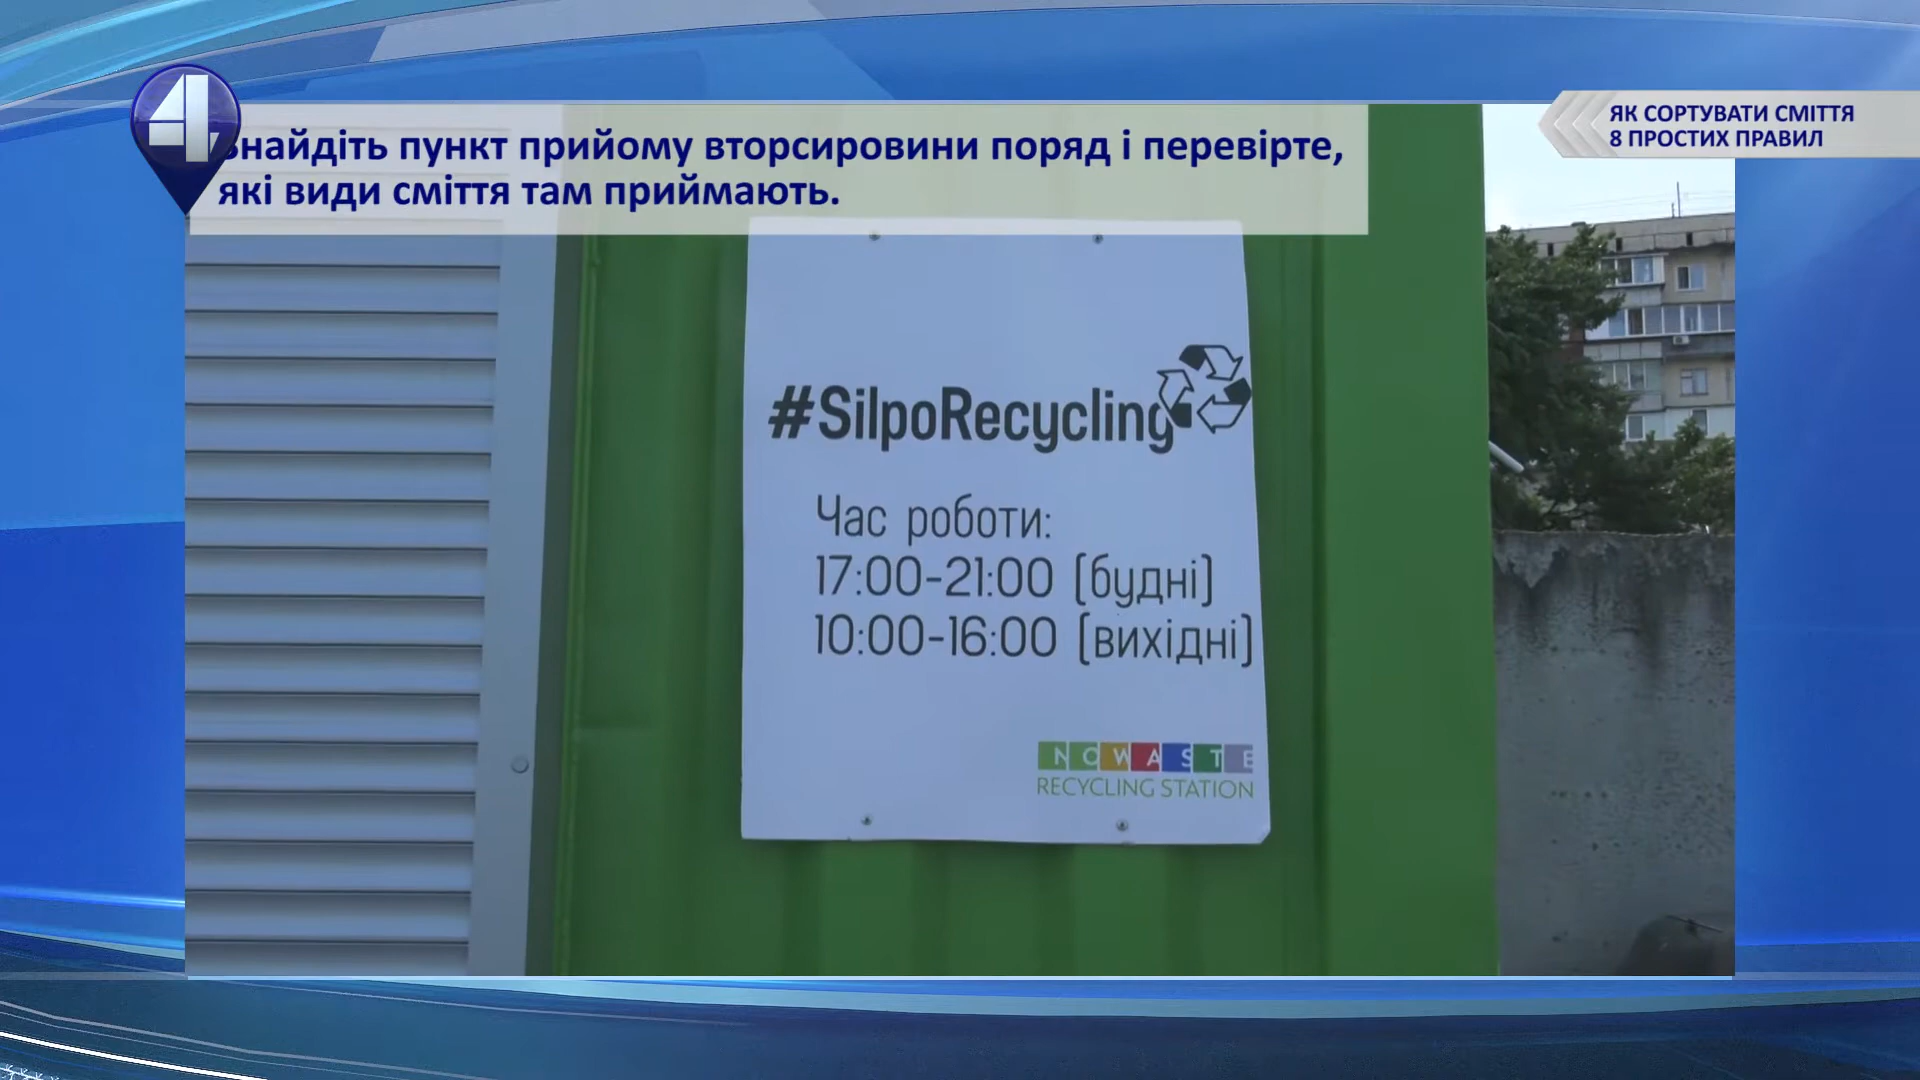 4
Знайдіть пункт прийому вторсировини поряд і перевірте,
які види сміття там приймають.
ЯК СОРТУВАТИ СМІТТЯ
8 ПРОСТИХ ПРАВИЛ
#SilpoRecycling
Час роботи:
17:00-21:00 (будні)
10:00-16:00 (вихідні)
NOWASTE
RECYCLING STATION